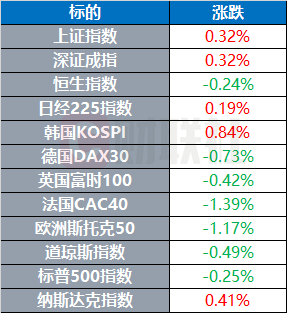 标的 涨跌
上证指数 0.32%
深证成指 0.32%
恒生指数 -0.24%
日经225指数 0.19%
韩国KOSPI 0.84%
德国DAX30 -0.73%
英国富时100 -0.42%
法国CAC40 -1.39%
欧洲斯托克50 -1.17%
道琼斯指数 -0.49%
标普500指数 -0.25%
纳斯达克指数 0.41%